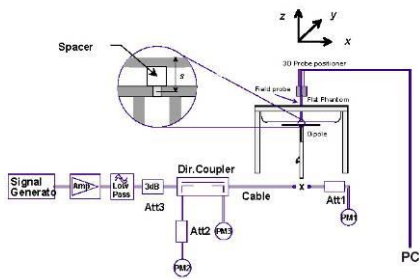 z
y
x
Spacer
s
3D Probe positioner
Field probe
Flat Phantom
Dipole
Signal
Generato
Amp
Low
Pass
3dB
Dir.Coupler
Cable
x
Att1
Att3
Att2
PM3
PM1
PM2
PC